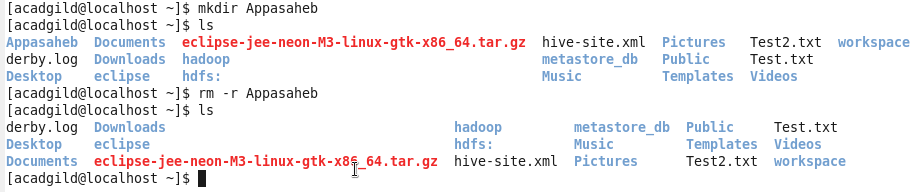 [acadgild@localhost ~]$ mkdir Appasaheb
[acadgild@localhost ~]$ ls
Appasaheb  Documents  eclipse-jee-neon-M3-linux-gtk-x86_64.tar.gz  hive-site.xml  Pictures  Test2.txt  workspace
derby.log  Downloads  hadoop  metastore_db  Public  Test.txt
Desktop  eclipse  hdfs:  Music  Templates  Videos
[acadgild@localhost ~]$ rm -r Appasaheb
[acadgild@localhost ~]$ ls
derby.log  Downloads  hadoop  metastore_db  Public  Test.txt
Desktop  eclipse  hdfs:  Music  Templates  Videos
Documents  eclipse-jee-neon-M3-linux-gtk-x86_64.tar.gz  hive-site.xml  Pictures  Test2.txt  workspace
[acadgild@localhost ~]$